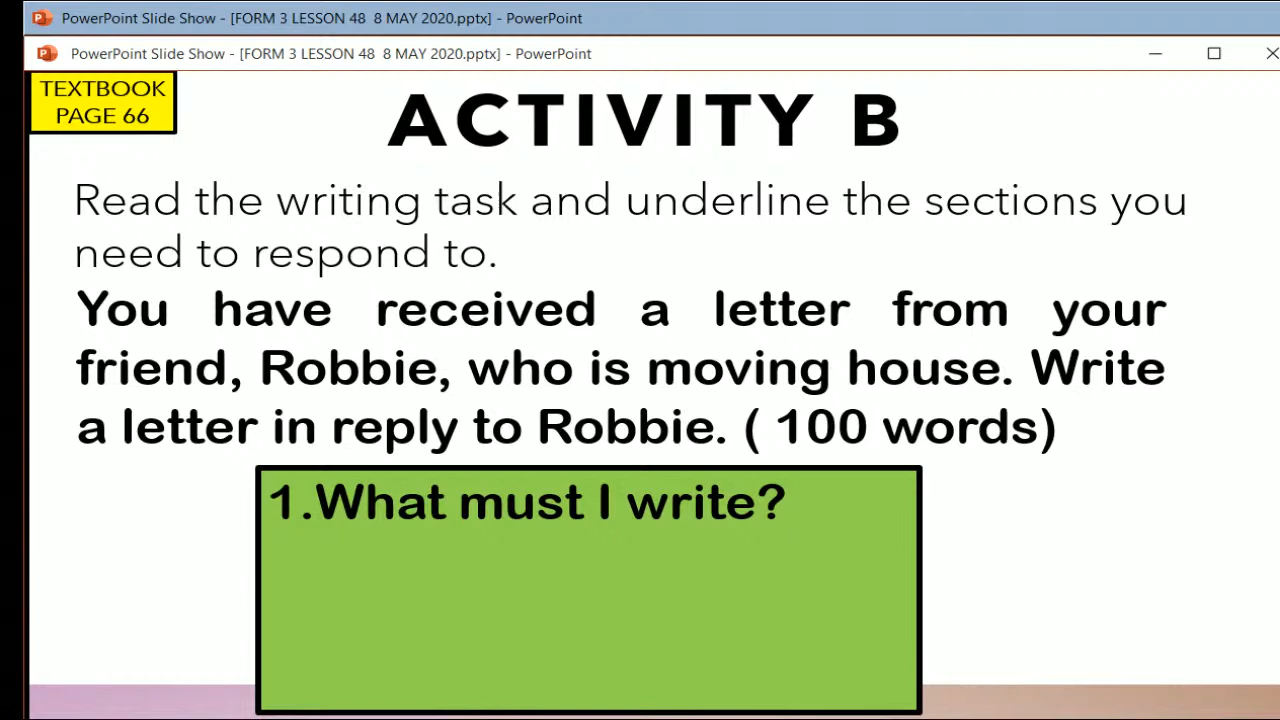 PowerPoint Slide Show - [FORM 3 LESSON 48  8 MAY 2020.pptx] - PowerPoint
PowerPoint Slide Show - [FORM 3 LESSON 48  8 MAY 2020.pptx] - PowerPoint
TEXTBOOK
PAGE 66
ACTIVITY B
Read the writing task and underline the sections you
need to respond to.
You have received a letter from your
friend, Robbie, who is moving house. Write
a letter in reply to Robbie. ( 100 words)
1.What must I write?